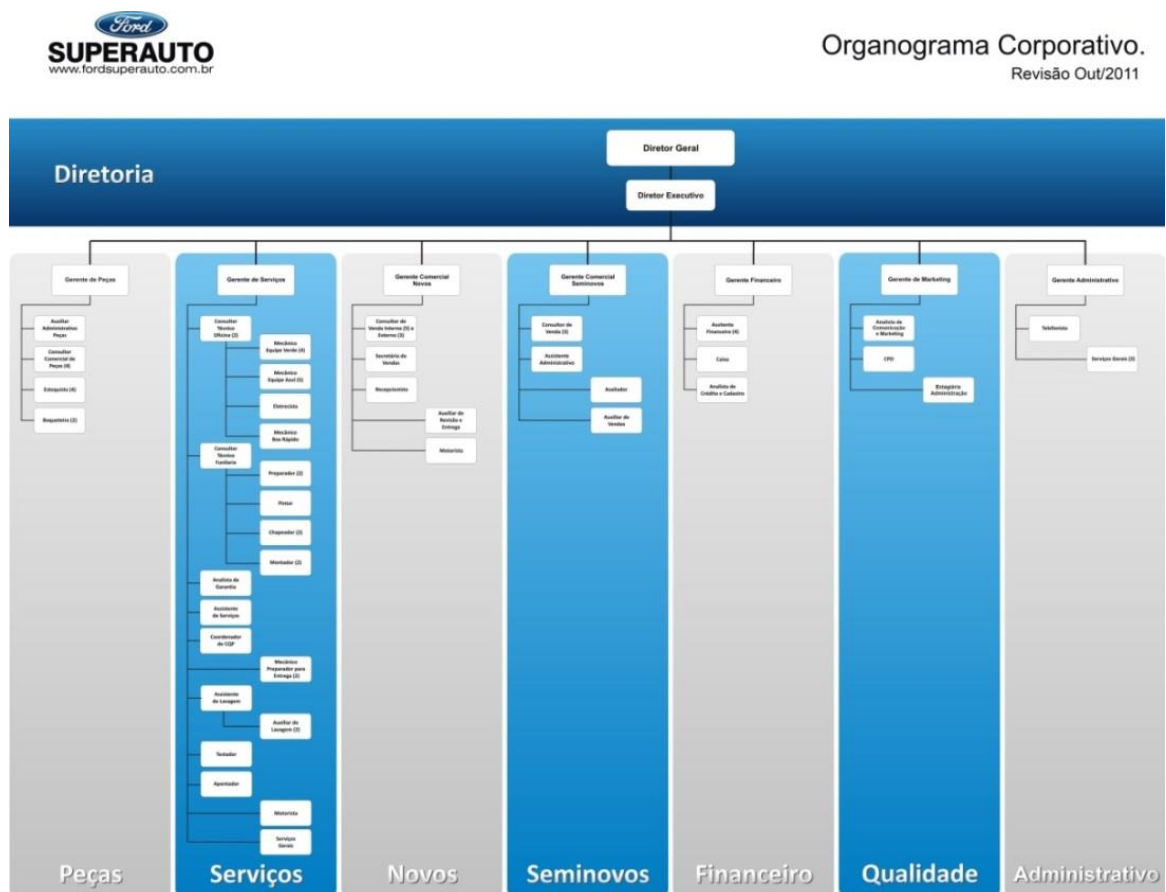 Ford
SUPERAUTO
www.fordsuperauto.com.br
Organograma Corporativo.
Revisão Out/2011
Diretoria
Diretor Geral
Diretor Executivo
Gerente de Peças
Auxiliar
Administrativo
Peças
Consultor
Comercial de
Peças (4)
Estoquista (4)
Boqueteiro (2)
Peças
Gerente de Serviços
Consultor
Técnico
Oficina (2)
Mecânico
Equipe Verde (4)
Mecânico
Equipe Azul (5)
Eletrecista
Mecânico
Box Rápido
Consultor
Técnico
Funilaria
Preparador (2)
Pintor
Chapeador (2)
Montador (2)
Analista de
Garantia
Assistente
de Serviços
Coordenador
do CQP
Mecânico
Preparador para
Entrega (2)
Assistente
de Lavagem
Auxiliar de
Lavagem (3)
Testador
Apontador
Motorista
Serviços
Gerais
Serviços
Gerente Comercial
Novos
Consultor de
Venda Interna (5) e
Externa (3)
Secretária de
Vendas
Recepcionista
Auxiliar de
Revisão e
Entrega
Motorista
Novos
Gerente Comercial
Seminovos
Consultor de
Venda (3)
Assistente
Administrativo
Avaliador
Auxiliar de
Vendas
Seminovos
Gerente Financeiro
Financeiro (4)
Caixa
Analista de
Crédito e Cadastro
Financeiro
Gerente de Marketing
Analista de
Comunicação
e Marketing
CPD
Estagiária
Administração
Qualidade
Gerente Administrativo
Telefonista
Serviços Gerais (3)
Administrativo